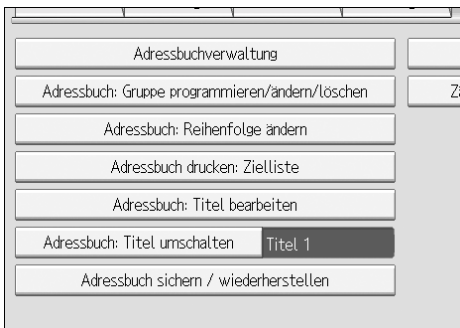 Adressbuchverwaltung
Adressbuch: Gruppe programmieren/ändern/löschen
Adressbuch: Reihenfolge ändern
Adressbuch drucken: Zielliste
Adressbuch: Titel bearbeiten
Adressbuch: Titel umschalten Titel 1
Adressbuch sichern / wiederherstellen